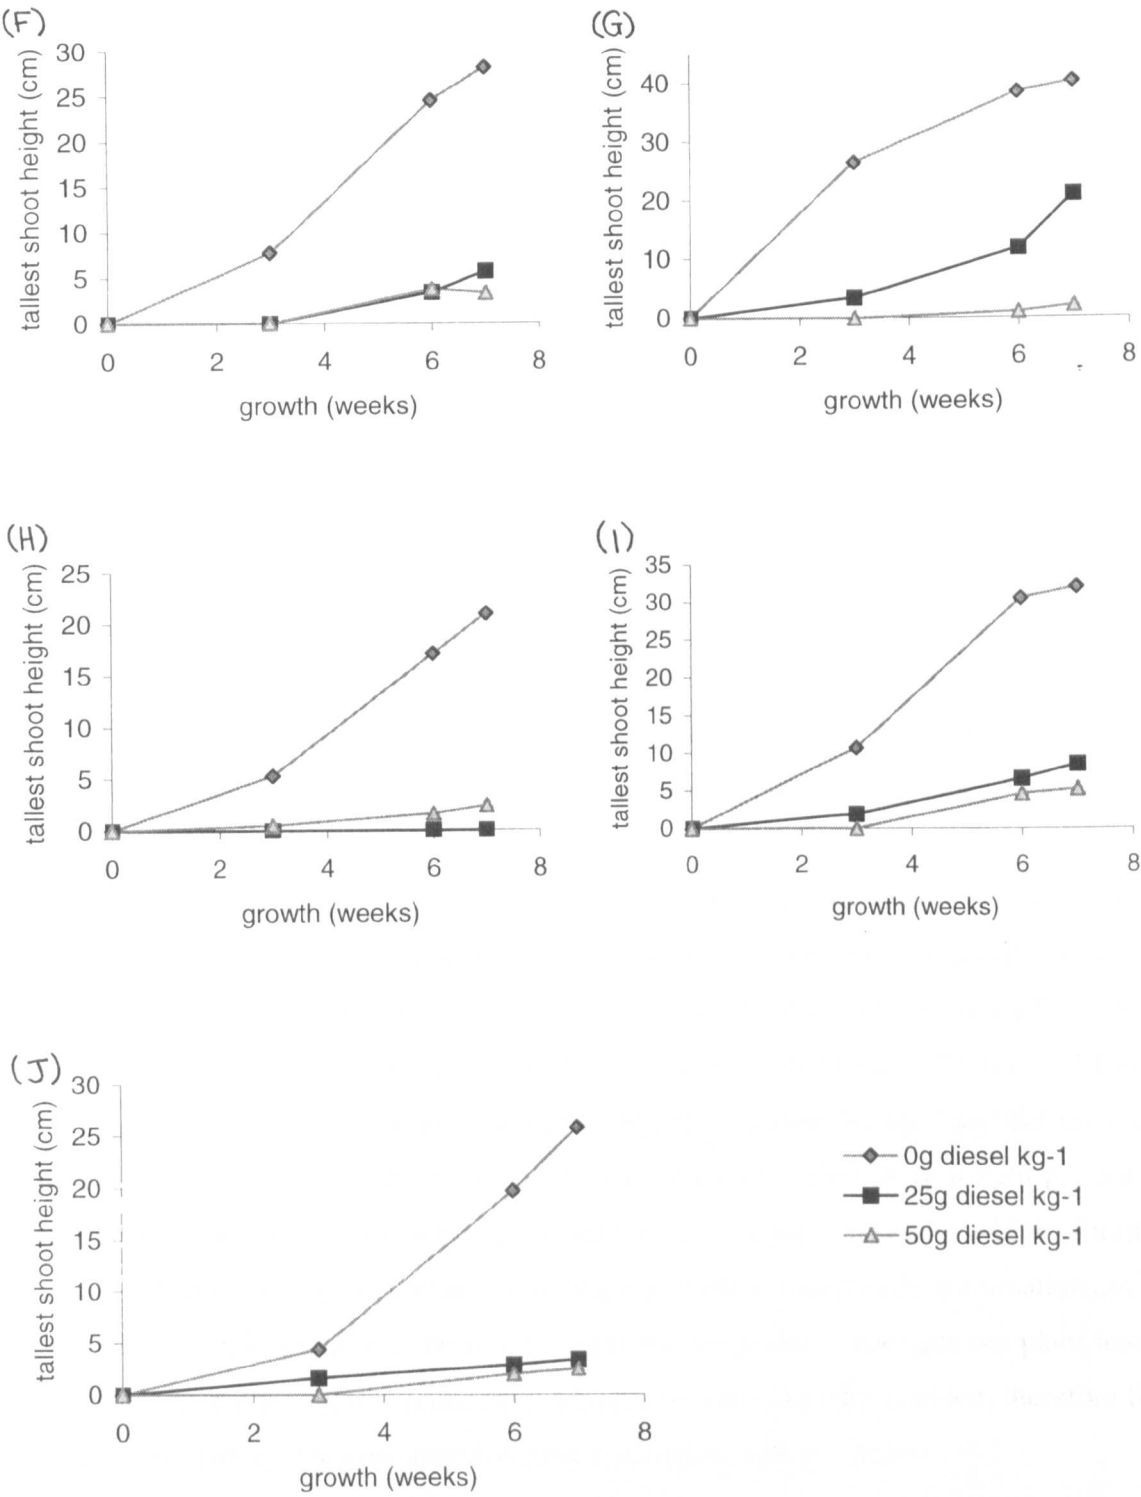 (F)
tallest shoot height (cm)
30
25
20
15
10
5
0
0 2 4 6 8
growth (weeks)
(G)
tallest shoot height (cm)
40
30
20
10
0
0 2 4 6 8
growth (weeks)
(H)
tallest shoot height (cm)
25
20
15
10
5
0
0 2 4 6 8
growth (weeks)
(I)
tallest shoot height (cm)
35
30
25
20
15
10
5
0
0 2 4 6 8
growth (weeks)
(J)
tallest shoot height (cm)
30
25
20
15
10
5
0
0 2 4 6 8
growth (weeks)
0g diesel kg-1
25g diesel kg-1
50g diesel kg-1